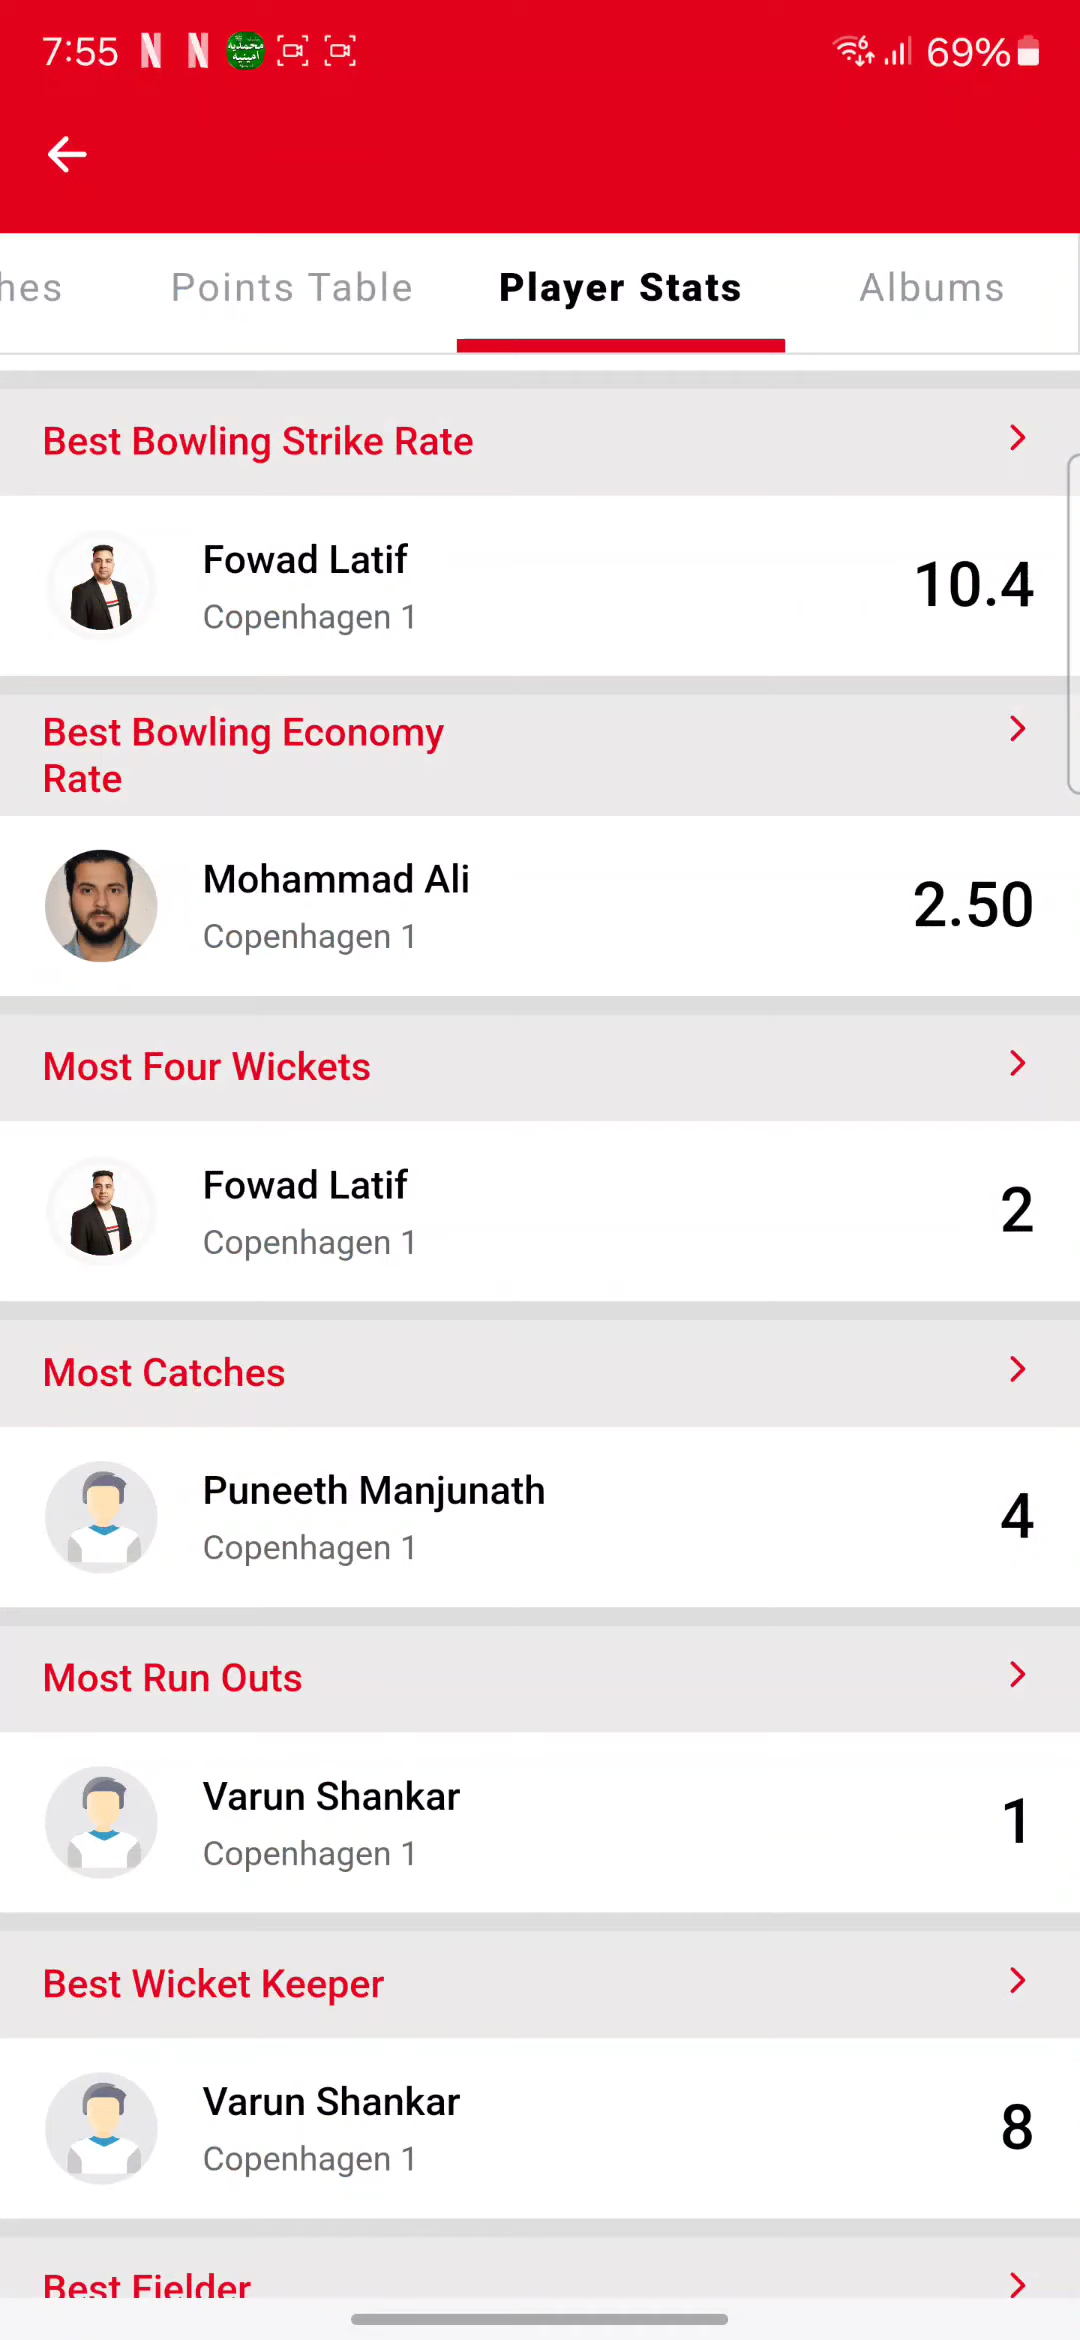 7:55
محمدیه
امینیه
6
69%
hes
Points Table
Player Stats
Albums
Best Bowling Strike Rate
Fowad Latif
Copenhagen 1
10.4
Best Bowling Economy
Rate
Mohammad Ali
Copenhagen 1
2.50
Most Four Wickets
Fowad Latif
Copenhagen 1
2
Most Catches
Puneeth Manjunath
Copenhagen 1
4
Most Run Outs
Varun Shankar
Copenhagen 1
1
Best Wicket Keeper
Varun Shankar
Copenhagen 1
8
Best Fielder